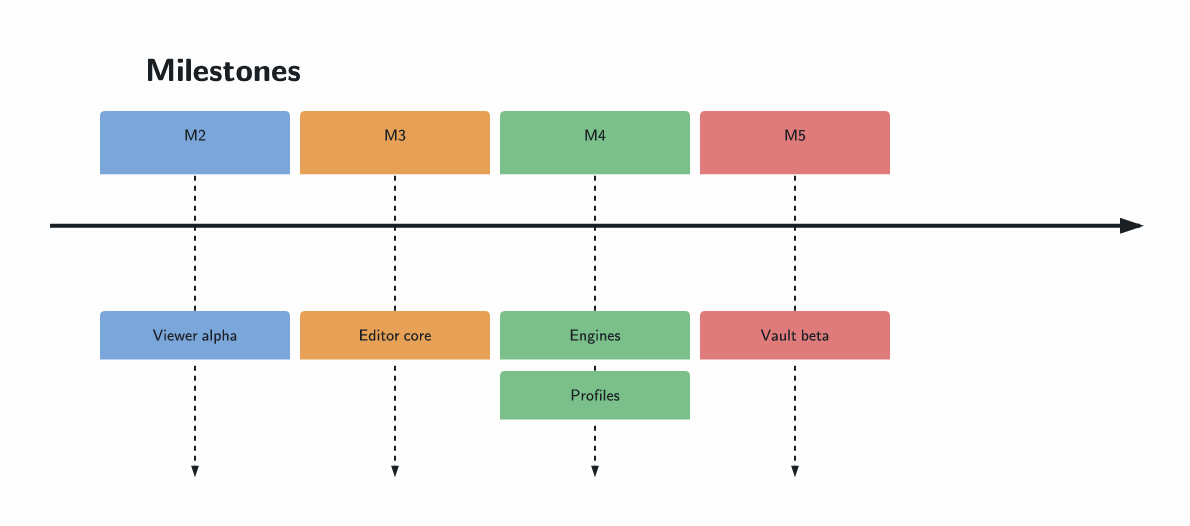 Milestones
M2
M3
M4
M5
Viewer alpha
Editor core
Engines
Vault beta
Profiles